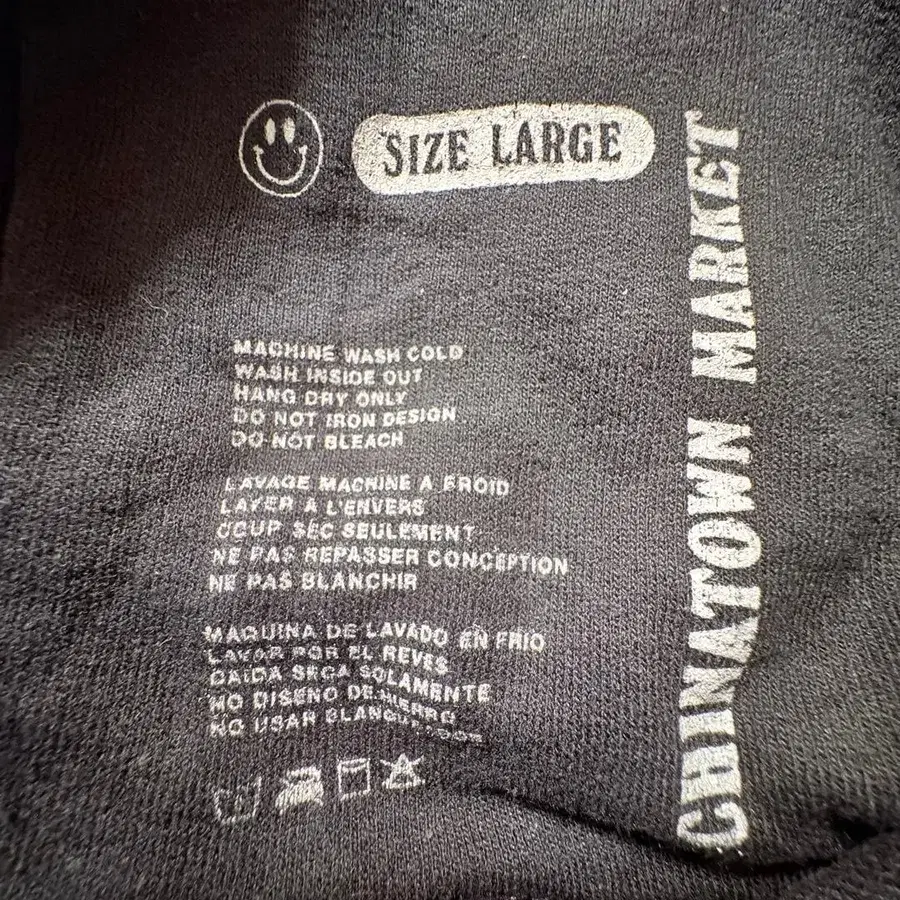 SIZE LARGE
CHINATOWN MARKET
MACHINE WASH COLD
WASH INSIDE OUT
HANG DRY ONLY
DO NOT IRON DESIGN
DO NOT BLEACH
LAVAGE MACHINE A FROID
LAYER À L'ENVERS
COUP SEC SEULEMENT
NE PAS REPASSER CONCEPTION
NE PAS BLANCHIR
MAQUINA DE LAVADO EN FRIO
LAVAR POR EL REVES
CAIDA SECA SOLAMENTE
NO DISENO DE HIERRO
NO USAR